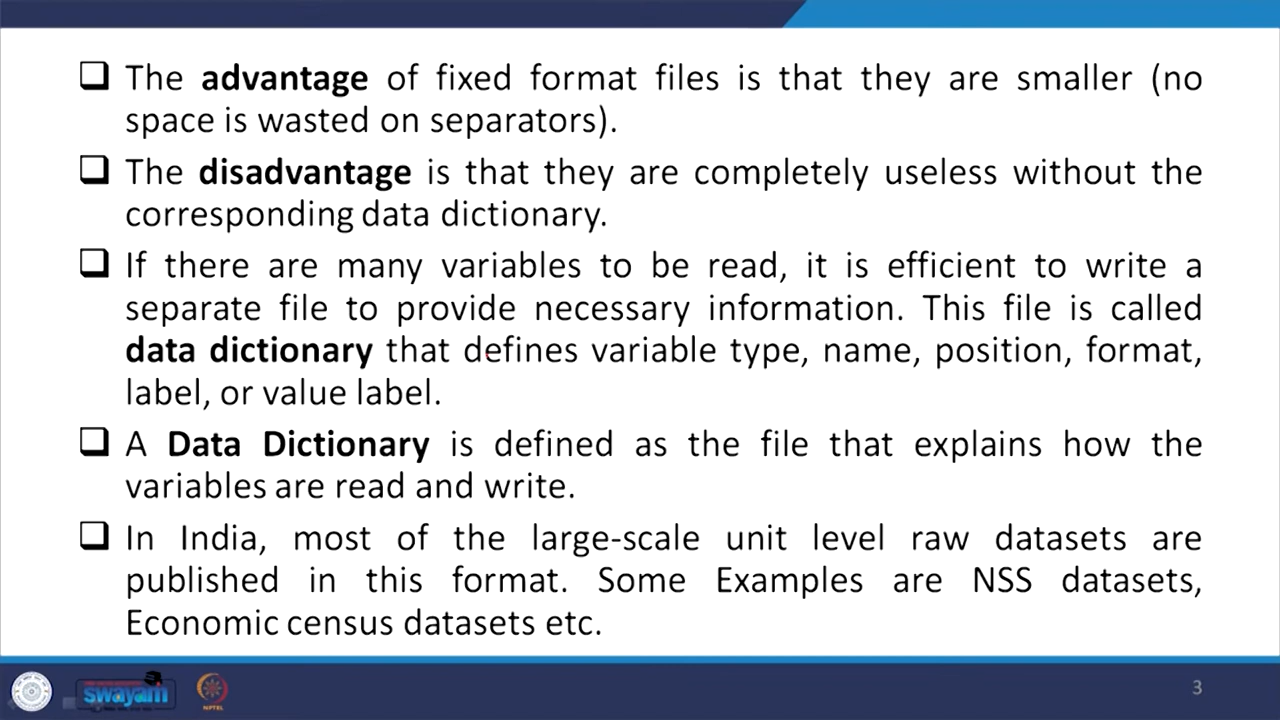 The advantage of fixed format files is that they are smaller (no
space is wasted on separators).
The disadvantage is that they are completely useless without the
corresponding data dictionary.
If there are many variables to be read, it is efficient to write a
separate file to provide necessary information. This file is called
data dictionary that defines variable type, name, position, format,
label, or value label.
A Data Dictionary is defined as the file that explains how the
variables are read and write.
In India, most of the large-scale unit level raw datasets are
published in this format. Some Examples are NSS datasets,
Economic census datasets etc.
swayam
NPTEL
3